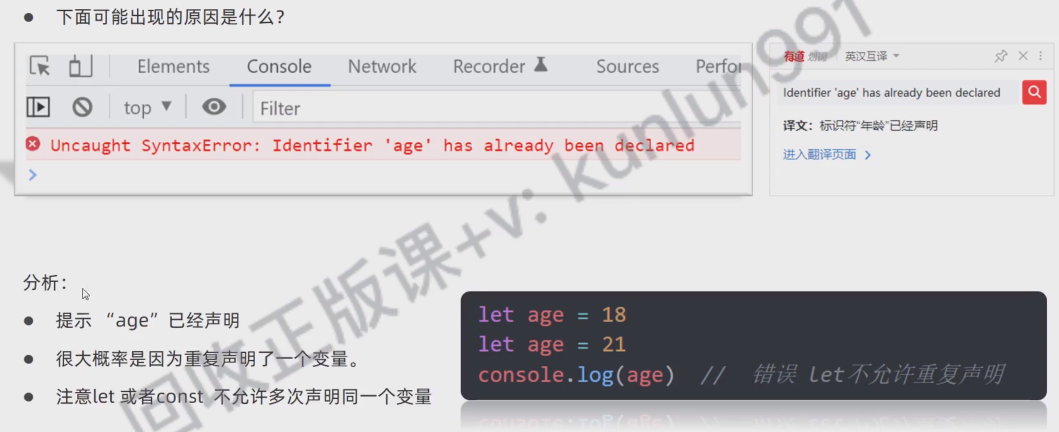 下面可能出现的原因是什么?
Elements Console Network Recorder Sources Perfor
top Filter
Uncaught SyntaxError: Identifier 'age' has already been declared
有道 英汉互译
Identifier 'age' has already been declared
译文：标识符“年龄”已经声明
进入翻译页面
分析：
提示 “age”已经声明
很大概率是因为重复声明了一个变量。
注意let 或者const 不允许多次声明同一个变量
let age = 18
let age = 21
console.log(age) // 错误 let不允许重复声明
回收正版课+v: kunlun991